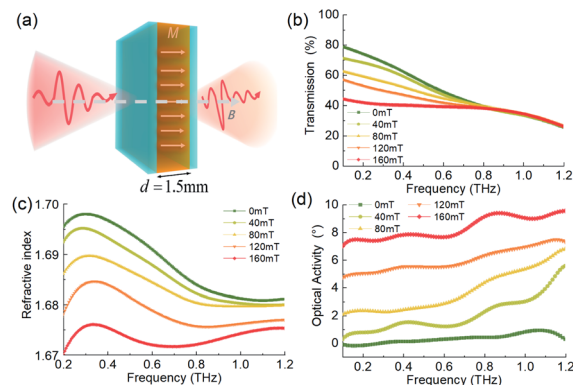 (a)
M
B
d = 1.5mm
(b)
80
60
40
20
0
Transmission (%)
0mT
40mT
80mT
120mT
160mT
0.2 0.4 0.6 0.8 1.0 1.2
Frequency (THz)
(c)
1.70
1.69
1.68
1.67
Refractive index
0mT
40mT
80mT
120mT
160mT
0.2 0.4 0.6 0.8 1.0 1.2
Frequency (THz)
(d)
10
8
6
4
2
0
Optical Activity (°)
0mT 120mT
40mT 160mT
80mT
0.2 0.4 0.6 0.8 1.0 1.2
Frequency (THz)